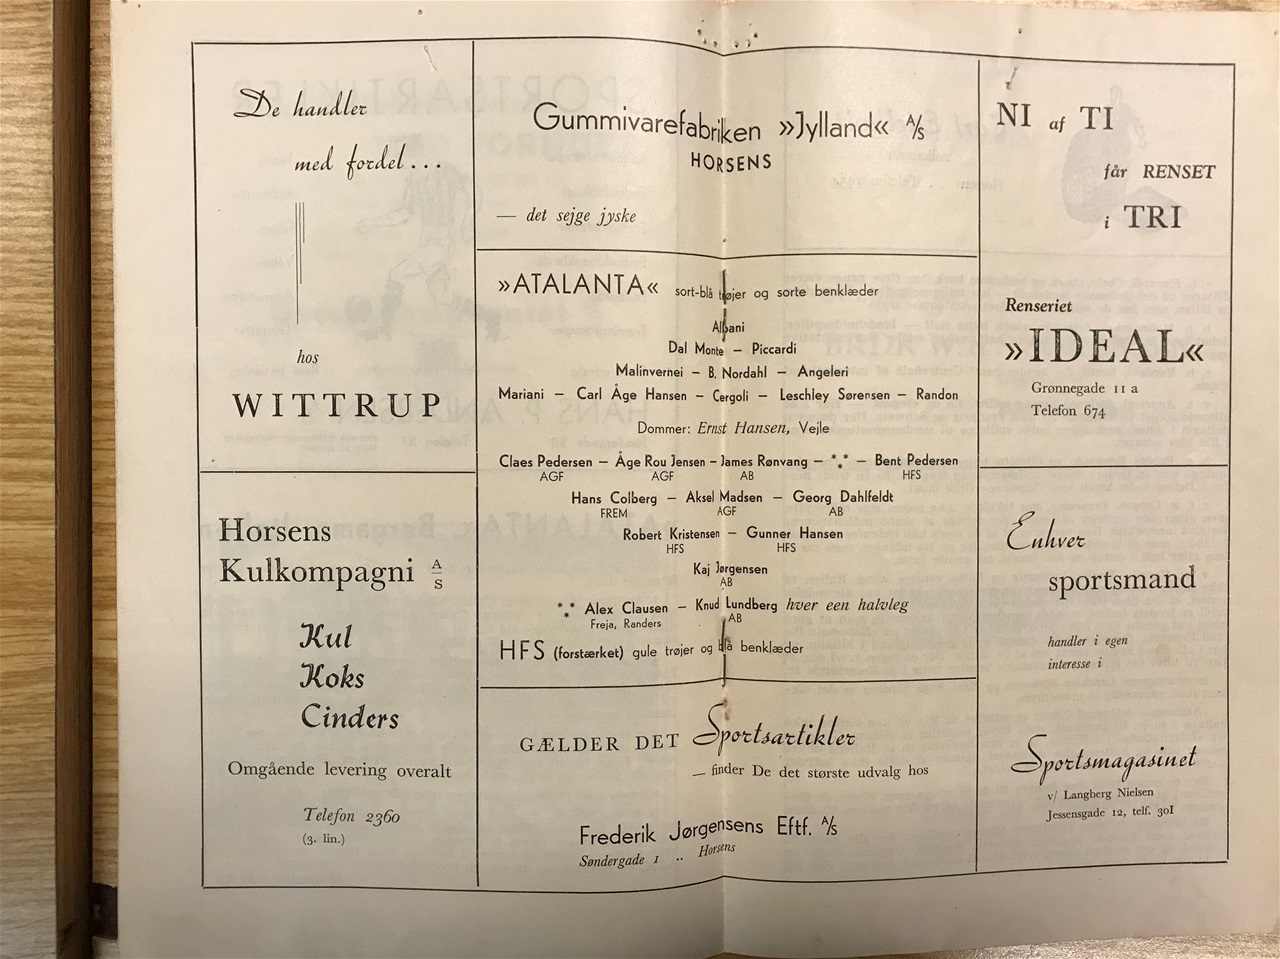 De handler
med fordel . . .
hos
WITTRUP
Horsens
Kulkompagni A/S
Kul
Koks
Cinders
Omgående levering overalt
Telefon 2360
(3. lin.)
Gummivarefabriken »Jylland« A/S
HORSENS
— det sejge jyske
»ATALANTA« sort-blå trøjer og sorte benklæder
Albani
Dal Monte — Piccardi
Malinvernei — B. Nordahl — Angeleri
Mariani — Carl Åge Hansen — Cergoli — Leschley Sørensen — Randon
Dommer: Ernst Hansen, Vejle
Claes Pedersen — Åge Rou Jensen — James Rønvang — *** — Bent Pedersen
AGF AGF AB HFS
Hans Colberg — Aksel Madsen — Georg Dahlfeldt
FREM AGF AB
Robert Kristensen — Gunner Hansen
HFS HFS
Kaj Jørgensen
AB
*** Alex Clausen — Knud Lundberg hver een halvleg
Freja, Randers AB
HFS (forstærket) gule trøjer og blå benklæder
GÆLDER DET Sportsartikler
— finder De det største udvalg hos
Frederik Jørgensens Eftf. A/S
Søndergade 1 .. Horsens
NI af TI
får RENSET
i TRI
Renseriet
»IDEAL«
Grønnegade 11 a
Telefon 674
Enhver
sportsmand
handler i egen
interesse i
Sportsmagasinet
v/ Langberg Nielsen
Jessensgade 12, telf. 301